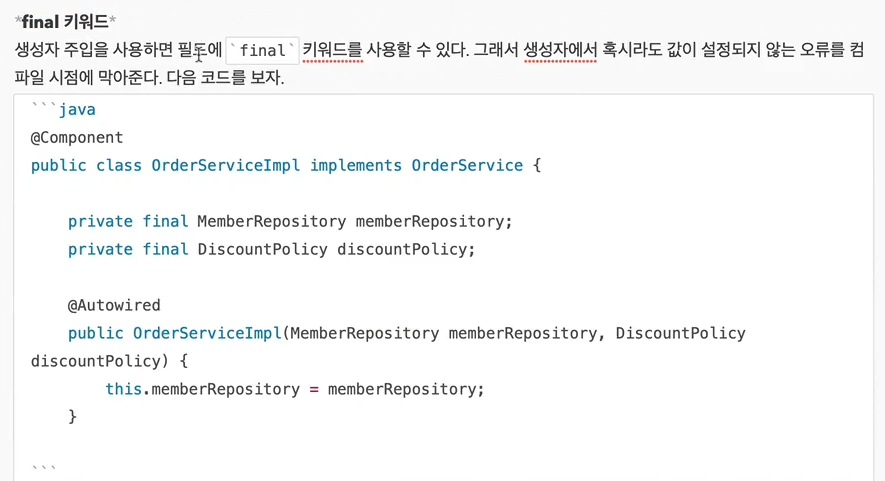 *final 키워드*
생성자 주입을 사용하면 필드에 `final` 키워드를 사용할 수 있다. 그래서 생성자에서 혹시라도 값이 설정되지 않는 오류를 컴
파일 시점에 막아준다. 다음 코드를 보자.
```java
@Component
public class OrderServiceImpl implements OrderService {
private final MemberRepository memberRepository;
private final DiscountPolicy discountPolicy;
@Autowired
public OrderServiceImpl(MemberRepository memberRepository, DiscountPolicy
discountPolicy) {
this.memberRepository = memberRepository;
}
```